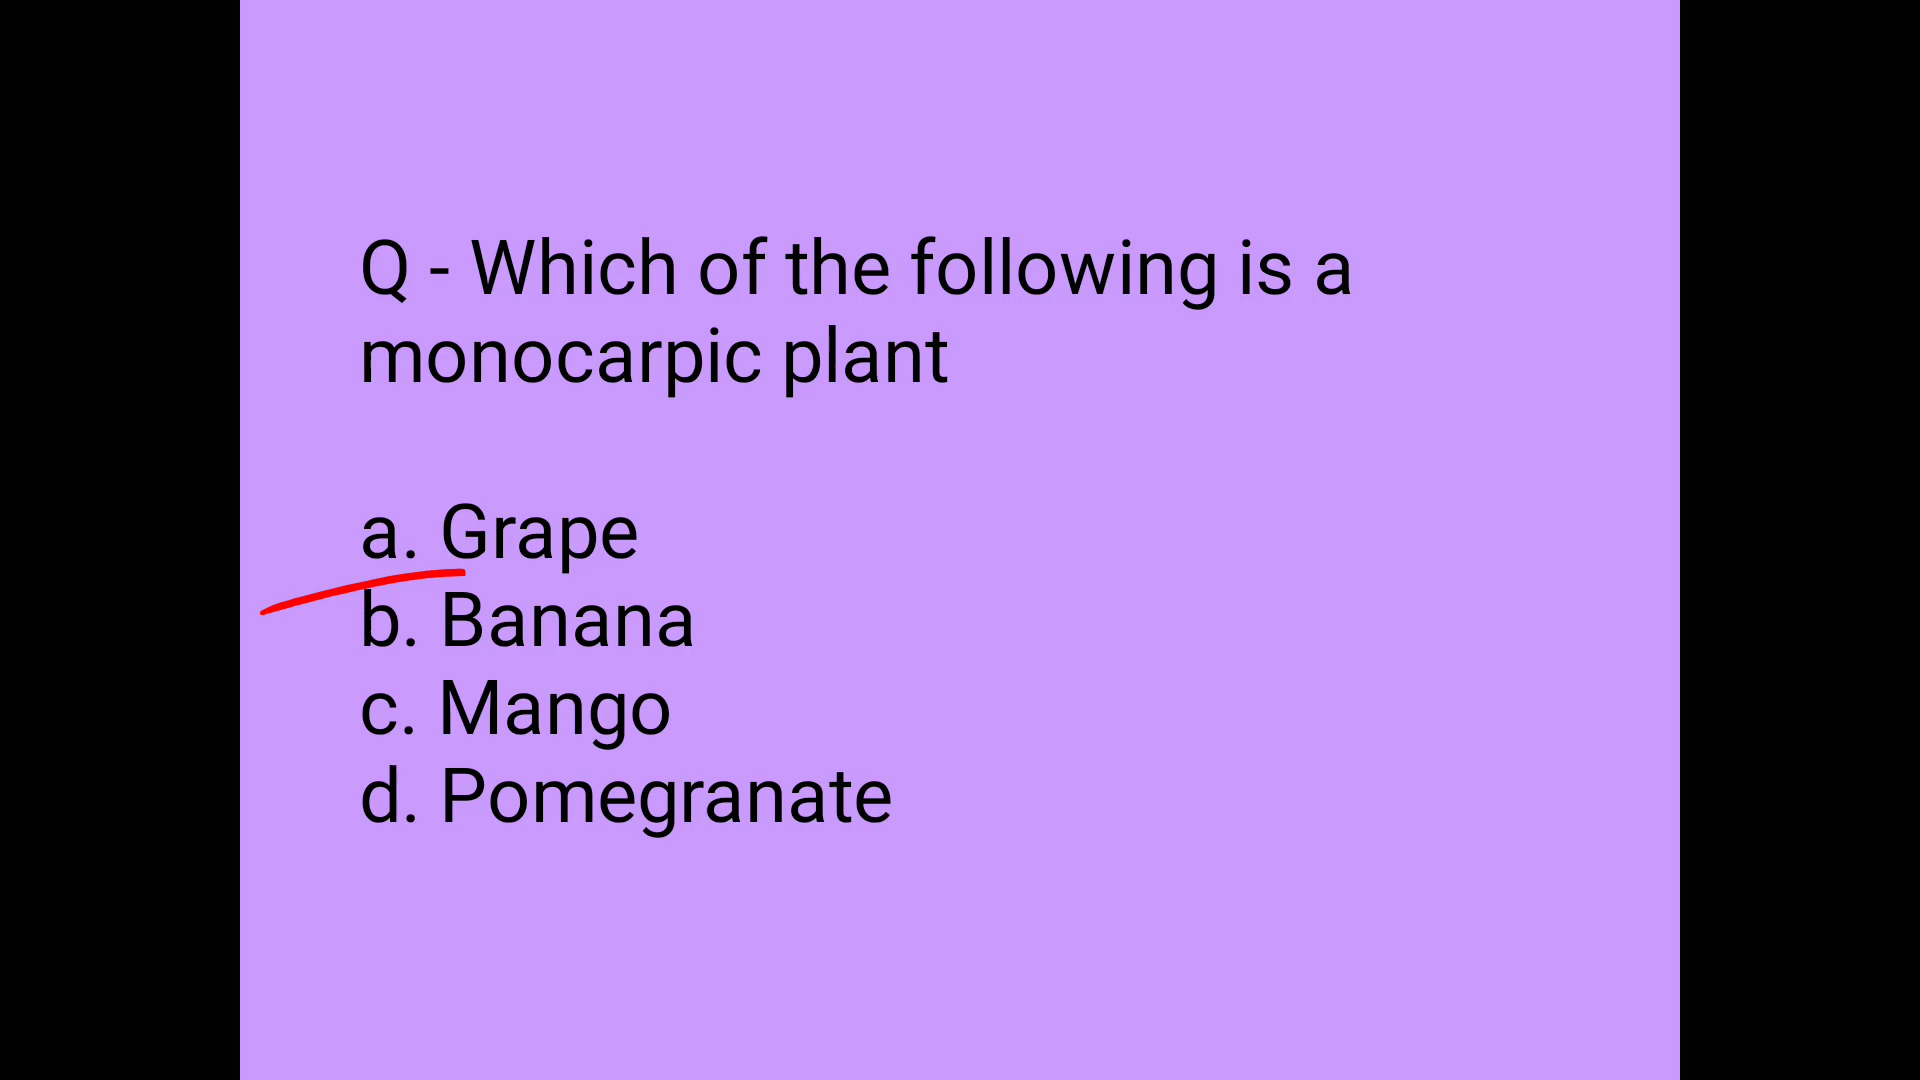 Q - Which of the following is a
monocarpic plant
a. Grape
b. Banana
c. Mango
d. Pomegranate